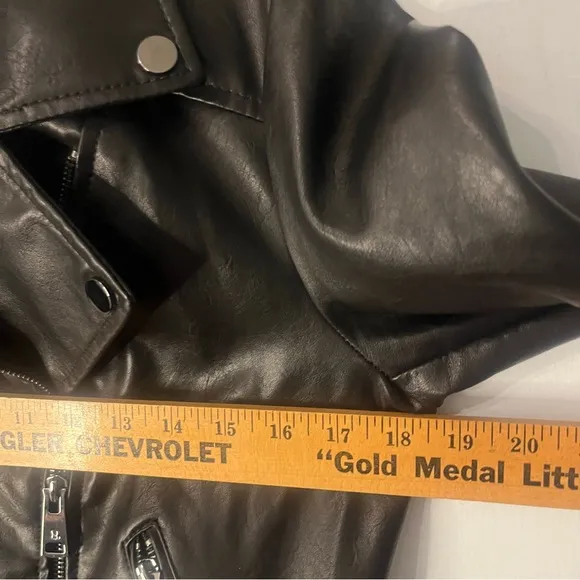 11 12 13 14 15 16 17 18 19 20
GLER CHEVROLET "Gold Medal Litt
B.